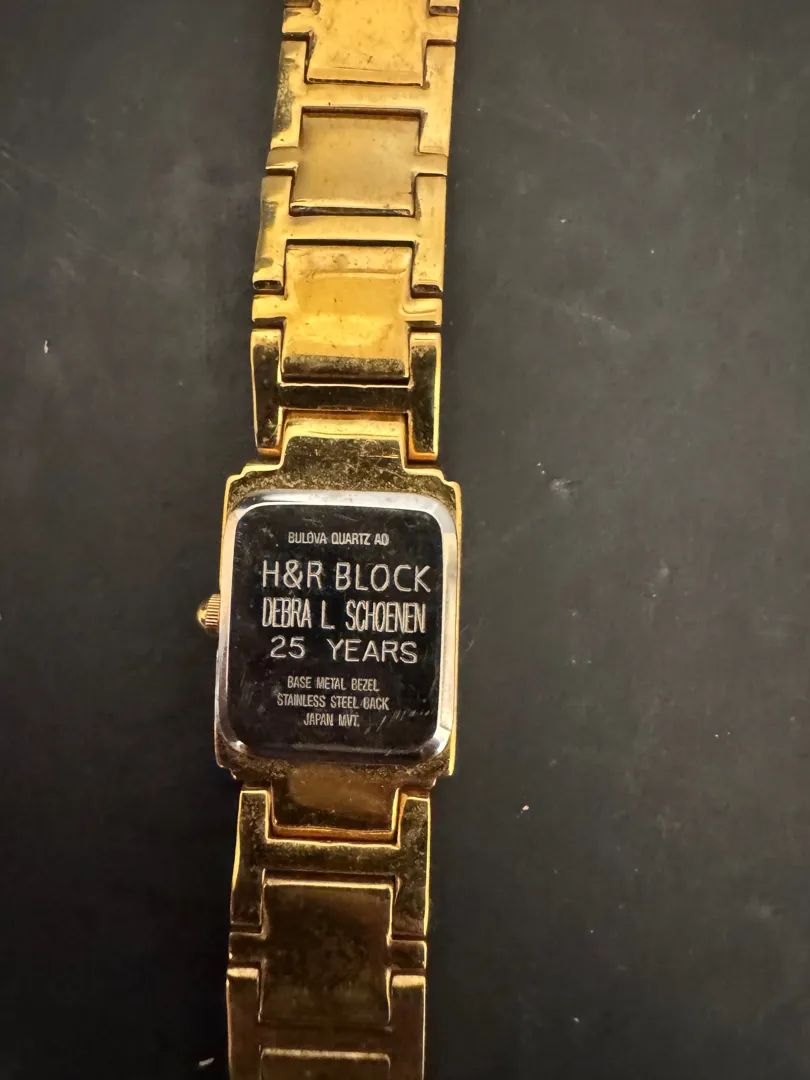 BULOVA QUARTZ AD
H&R BLOCK
DEBRA L SCHOENEN
25 YEARS
BASE METAL BEZEL
STAINLESS STEEL BACK
JAPAN MVT.